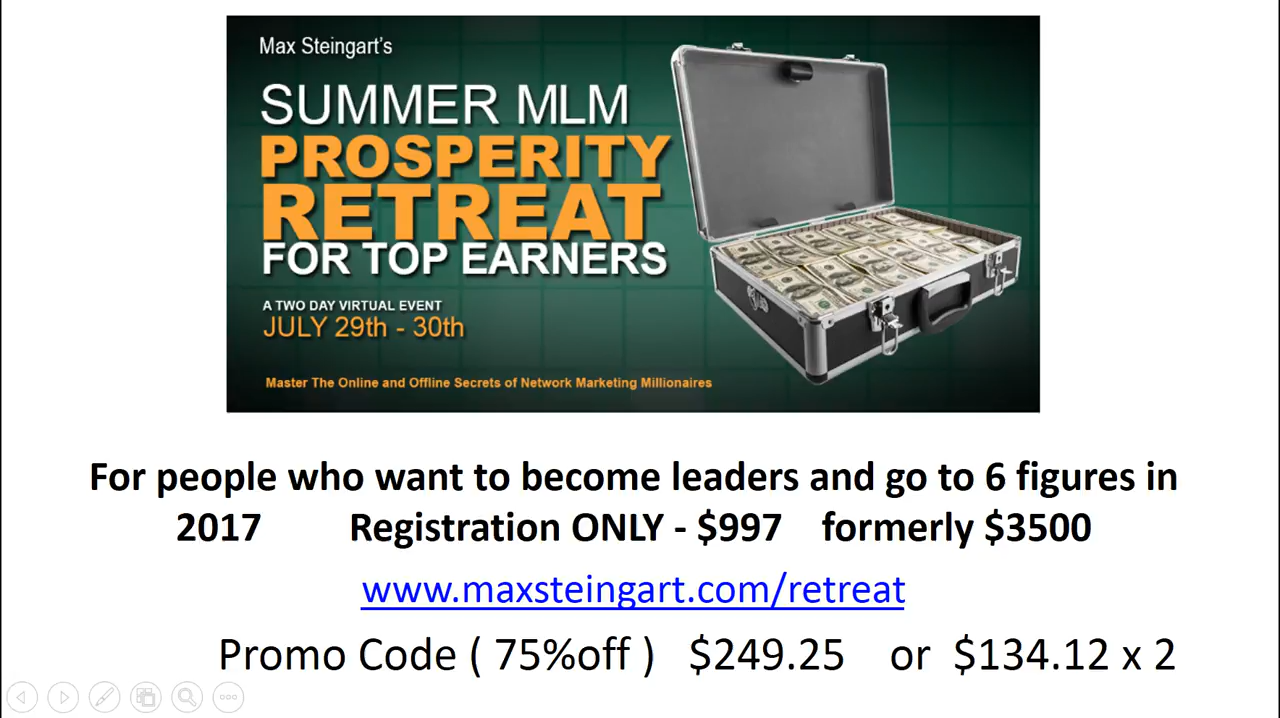 Max Steingart's
SUMMER MLM
PROSPERITY
RETREAT
FOR TOP EARNERS
A TWO DAY VIRTUAL EVENT
JULY 29th - 30th
Master The Online and Offline Secrets of Network Marketing Millionaires
For people who want to become leaders and go to 6 figures in
2017 Registration ONLY - $997 formerly $3500
www.maxsteingart.com/retreat
Promo Code ( 75%off ) $249.25 or $134.12 x 2